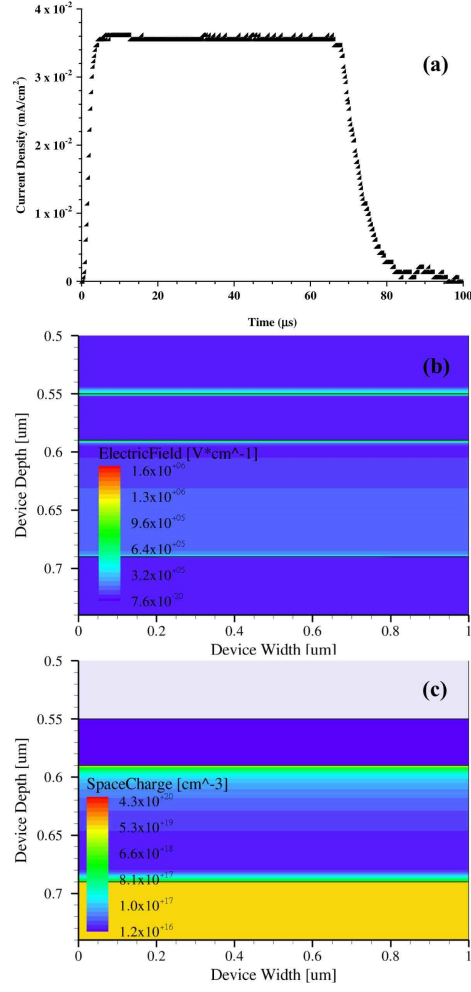 4 x 10-2
(a)
3 x 10-2
Current Density (mA/cm2)
2 x 10-2
1 x 10-2
0
0 20 40 60 80 100
Time (μs)
0.5
(b)
0.55
Device Depth [um]
0.6
ElectricField [V*cm^-1]
1.6x10+06
1.3x10+06
0.65
9.6x10+05
6.4x10+05
3.2x10+05
0.7
7.6x10-20
0 0.2 0.4 0.6 0.8 1
Device Width [um]
0.5
(c)
0.55
Device Depth [um]
0.6
SpaceCharge [cm^-3]
4.3x10+20
5.3x10+19
0.65
6.6x10+18
8.1x10+17
1.0x10+17
0.7
1.2x10+16
0 0.2 0.4 0.6 0.8 1
Device Width [um]